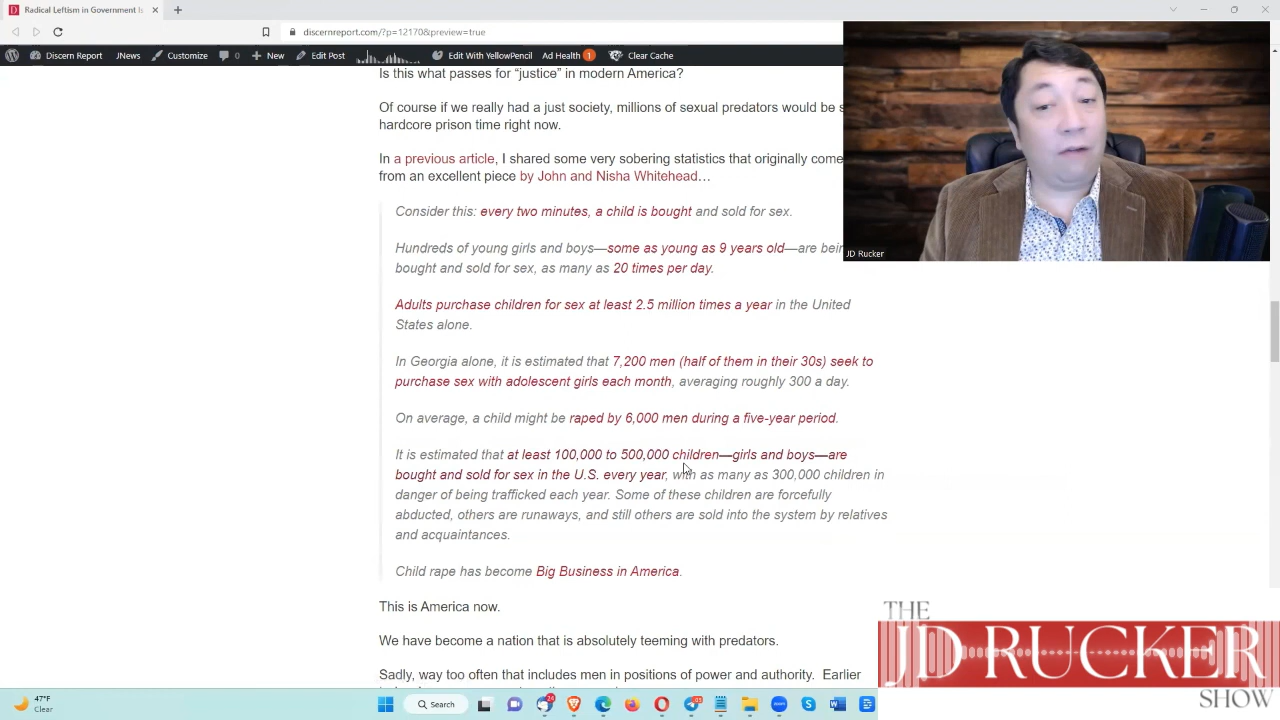 Radical Leftism in Government Is
discernreport.com/?p=12170&preview=true
Discern Report JNews Customize 0 New Edit Post Edit With YellowPencil Ad Health 1 Clear Cache
Is this what passes for “justice” in modern America?
Of course if we really had a just society, millions of sexual predators would be s
hardcore prison time right now.
In a previous article, I shared some very sobering statistics that originally come
from an excellent piece by John and Nisha Whitehead…
Consider this: every two minutes, a child is bought and sold for sex.
Hundreds of young girls and boys—some as young as 9 years old—are bein
bought and sold for sex, as many as 20 times per day.
Adults purchase children for sex at least 2.5 million times a year in the United
States alone.
In Georgia alone, it is estimated that 7,200 men (half of them in their 30s) seek to
purchase sex with adolescent girls each month, averaging roughly 300 a day.
On average, a child might be raped by 6,000 men during a five-year period.
It is estimated that at least 100,000 to 500,000 children—girls and boys—are
bought and sold for sex in the U.S. every year, with as many as 300,000 children in
danger of being trafficked each year. Some of these children are forcefully
abducted, others are runaways, and still others are sold into the system by relatives
and acquaintances.
Child rape has become Big Business in America.
This is America now.
We have become a nation that is absolutely teeming with predators.
Sadly, way too often that includes men in positions of power and authority. Earlier
JD Rucker
THE
JD RUCKER
SHOW
47°F
Clear
Search